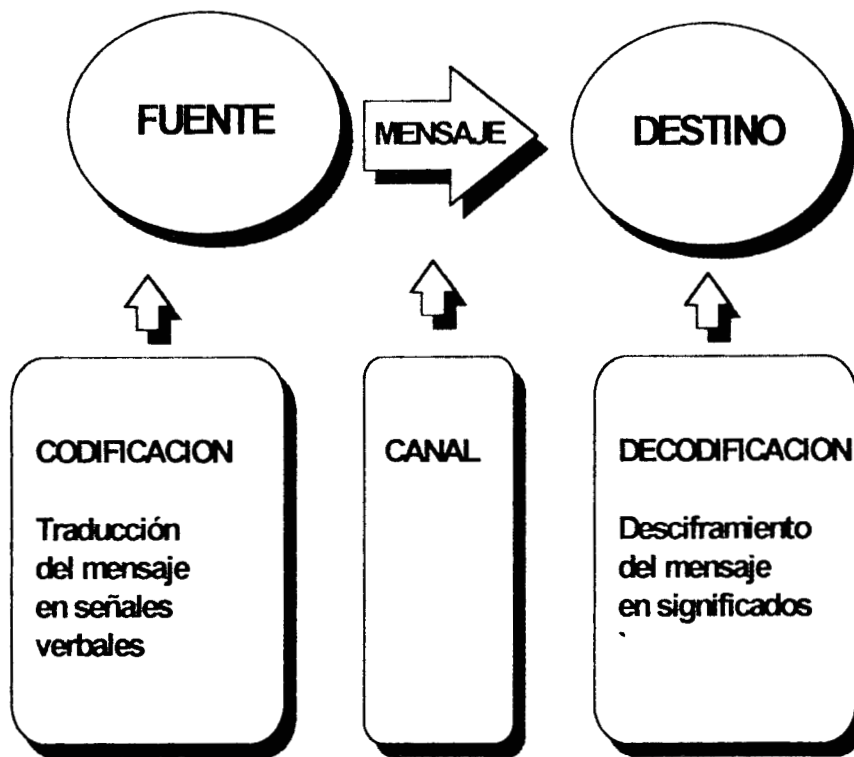 FUENTE
MENSAJE
DESTINO
CODIFICACION
Traducción
del mensaje
en señales
verbales
CANAL
DECODIFICACION
Desciframiento
del mensaje
en significados